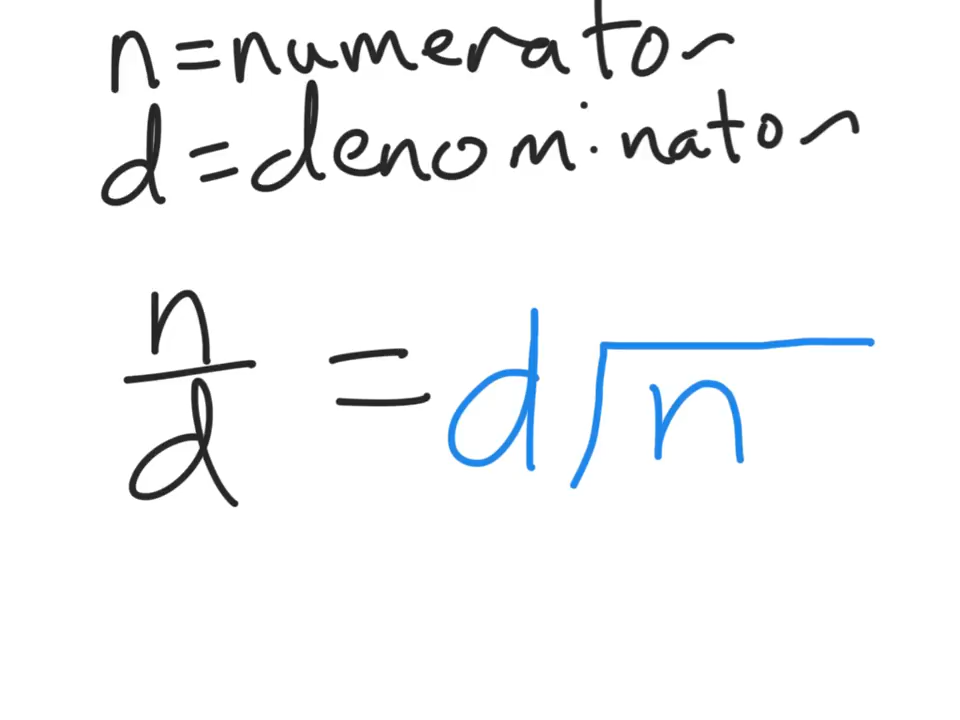 n=numerator
d=denominator
n/d = d⟌n